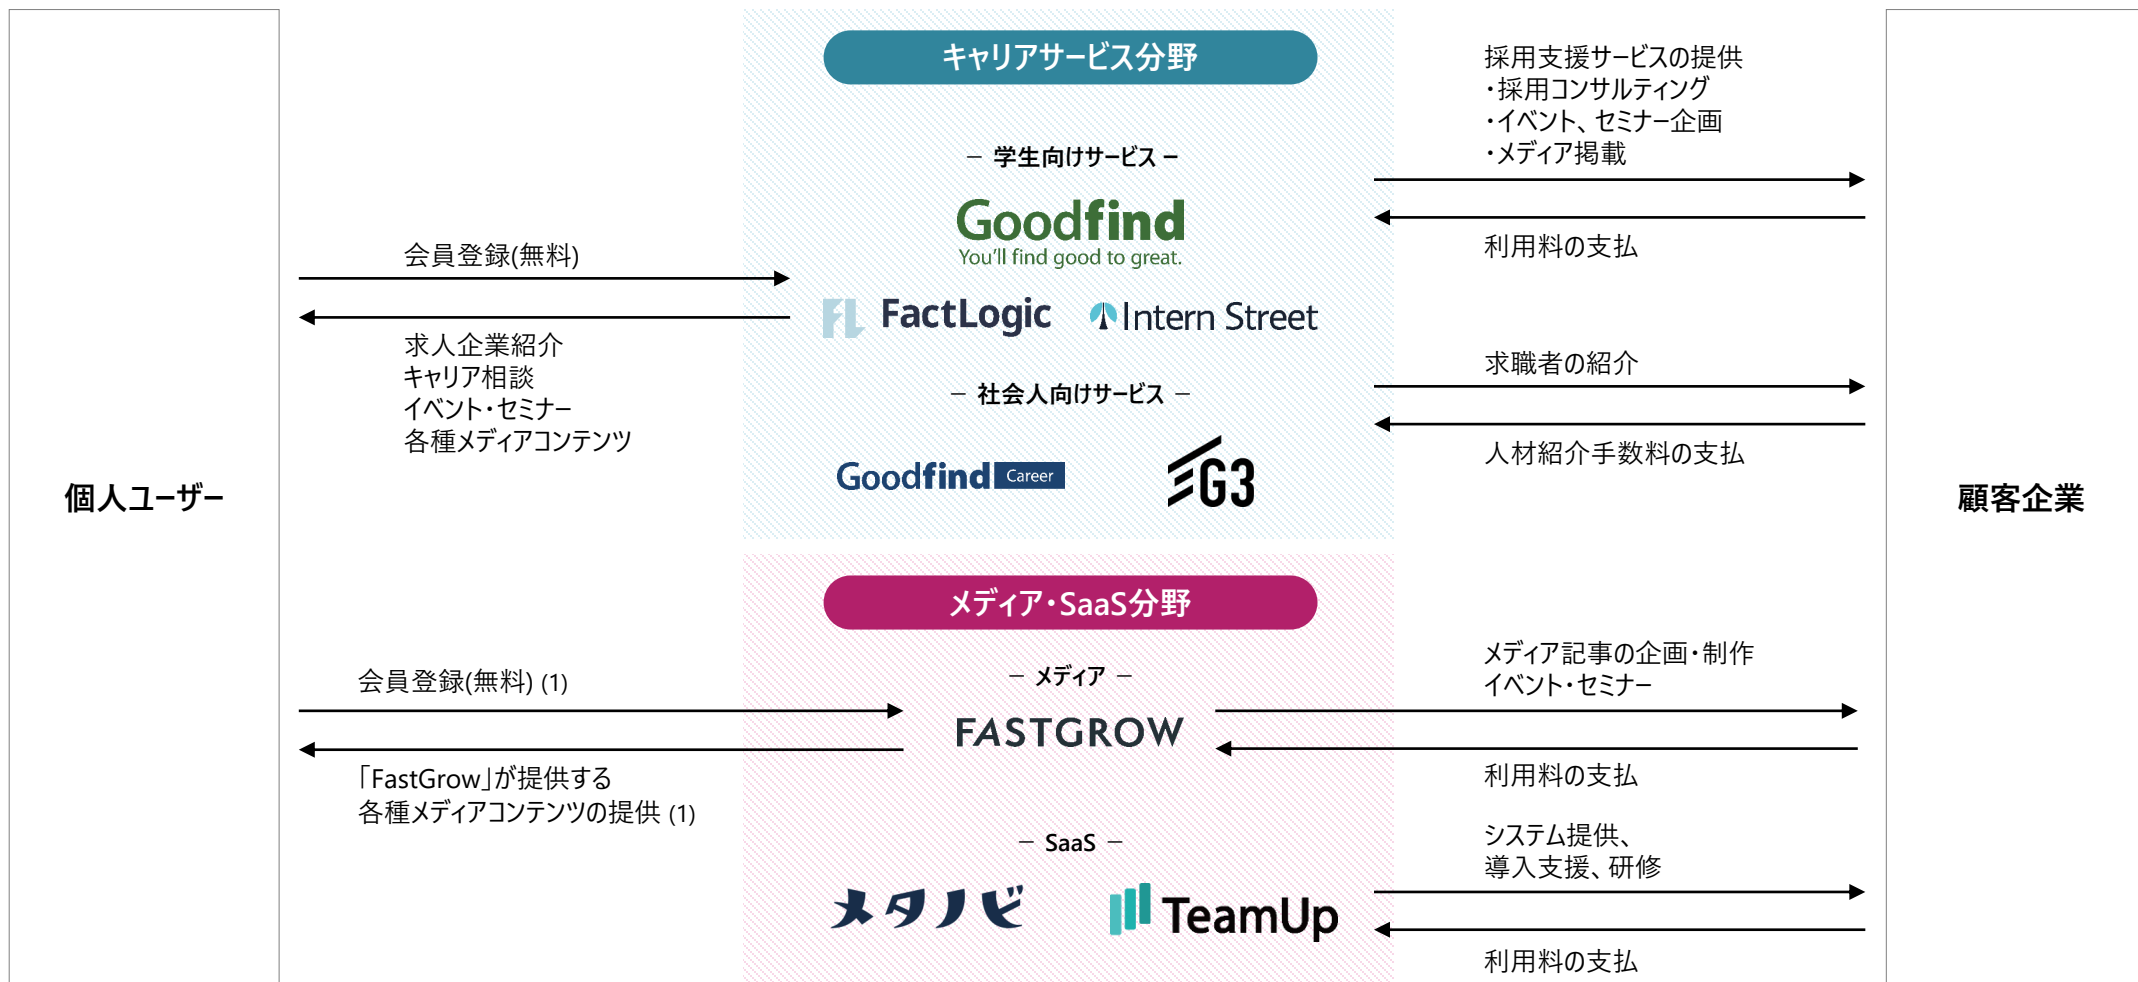 個人ユーザー
会員登録(無料)
求人企業紹介
キャリア相談
イベント・セミナー
各種メディアコンテンツ
会員登録(無料) (1)
「FastGrow」が提供する
各種メディアコンテンツの提供 (1)
キャリアサービス分野
― 学生向けサービス ―
Goodfind
You'll find good to great.
FL FactLogic
Intern Street
― 社会人向けサービス ―
Goodfind Career
G3
メディア・SaaS分野
― メディア ―
FASTGROW
― SaaS ―
メタノビ
TeamUp
採用支援サービスの提供
・採用コンサルティング
・イベント、セミナー企画
・メディア掲載
利用料の支払
求職者の紹介
人材紹介手数料の支払
メディア記事の企画・制作
イベント・セミナー
利用料の支払
システム提供、
導入支援、研修
利用料の支払
顧客企業